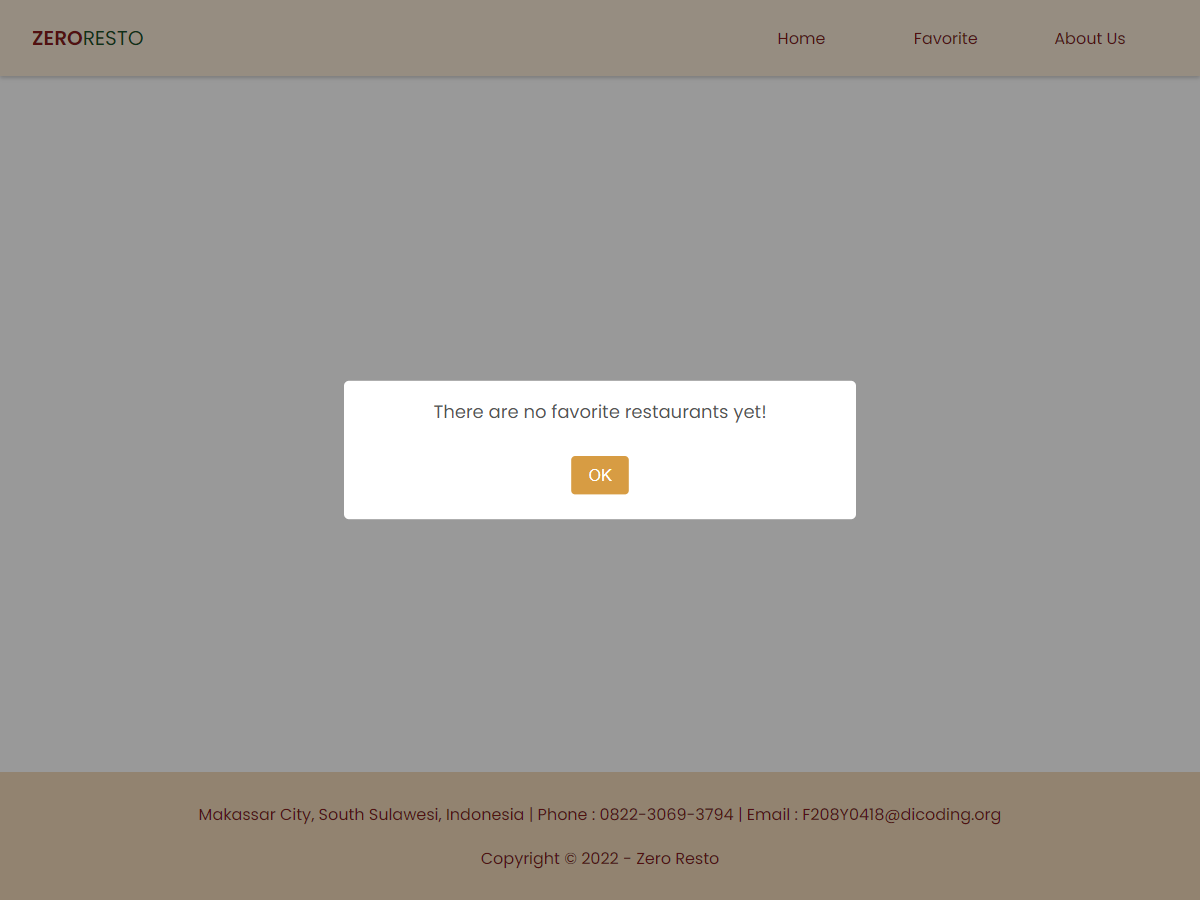 ZERORESTO Home Favorite About Us
There are no favorite restaurants yet!
OK
Makassar City, South Sulawesi, Indonesia | Phone : 0822-3069-3794 | Email : F208Y0418@dicoding.org
Copyright © 2022 - Zero Resto